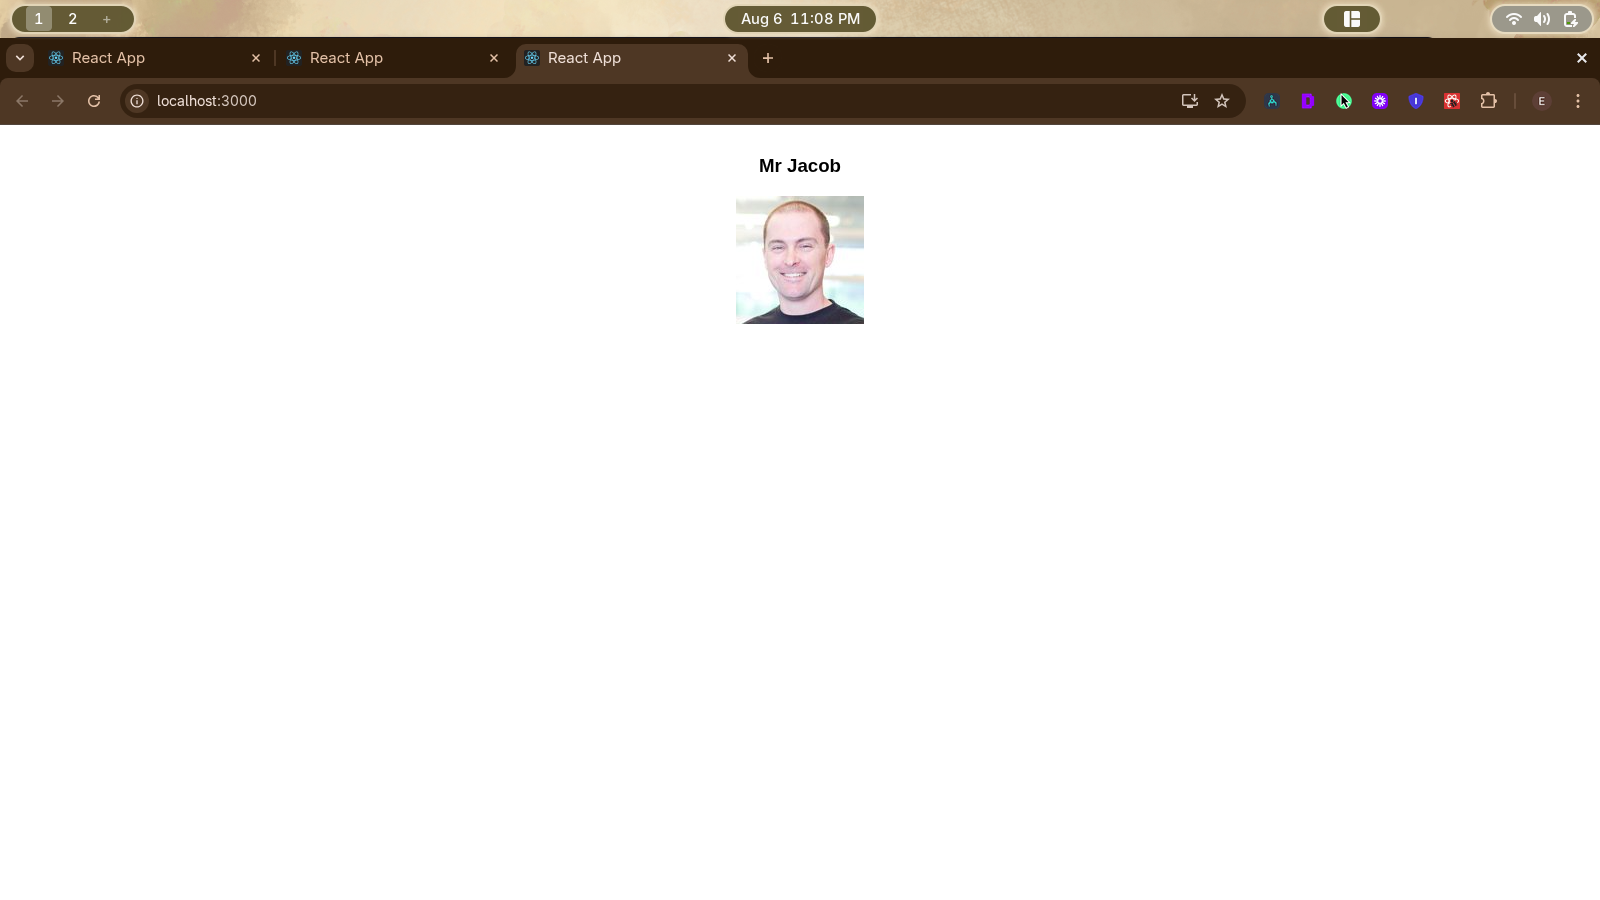 1 2 +
Aug 6 11:08 PM
React App
React App
React App
localhost:3000
E
Mr Jacob